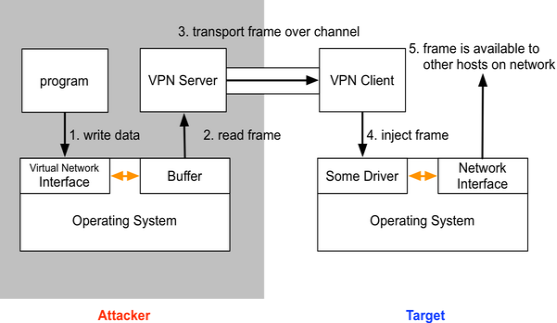 3. transport frame over channel
5. frame is available to
other hosts on network
program
VPN Server
VPN Client
1. write data
2. read frame
4. inject frame
Virtual Network
Interface
Buffer
Some Driver
Network
Interface
Operating System
Operating System
Attacker
Target